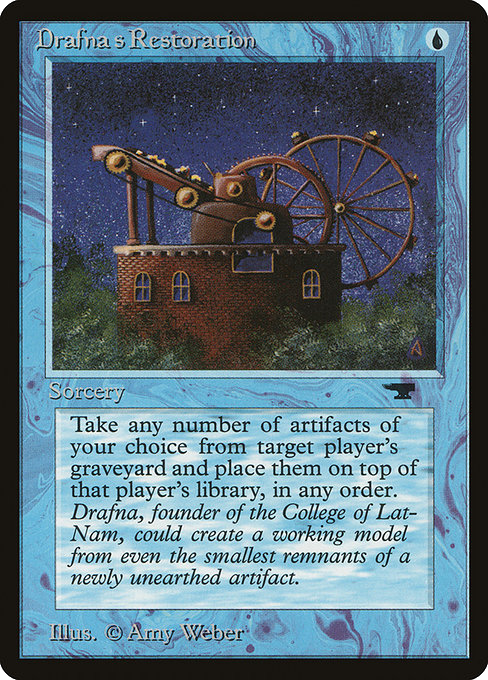 Drafna's Restoration
Sorcery
Take any number of artifacts of
your choice from target player's
graveyard and place them on top of
that player's library, in any order.
Drafna, founder of the College of Lat-
Nam, could create a working model
from even the smallest remnants of a
newly unearthed artifact.
Illus. © Amy Weber